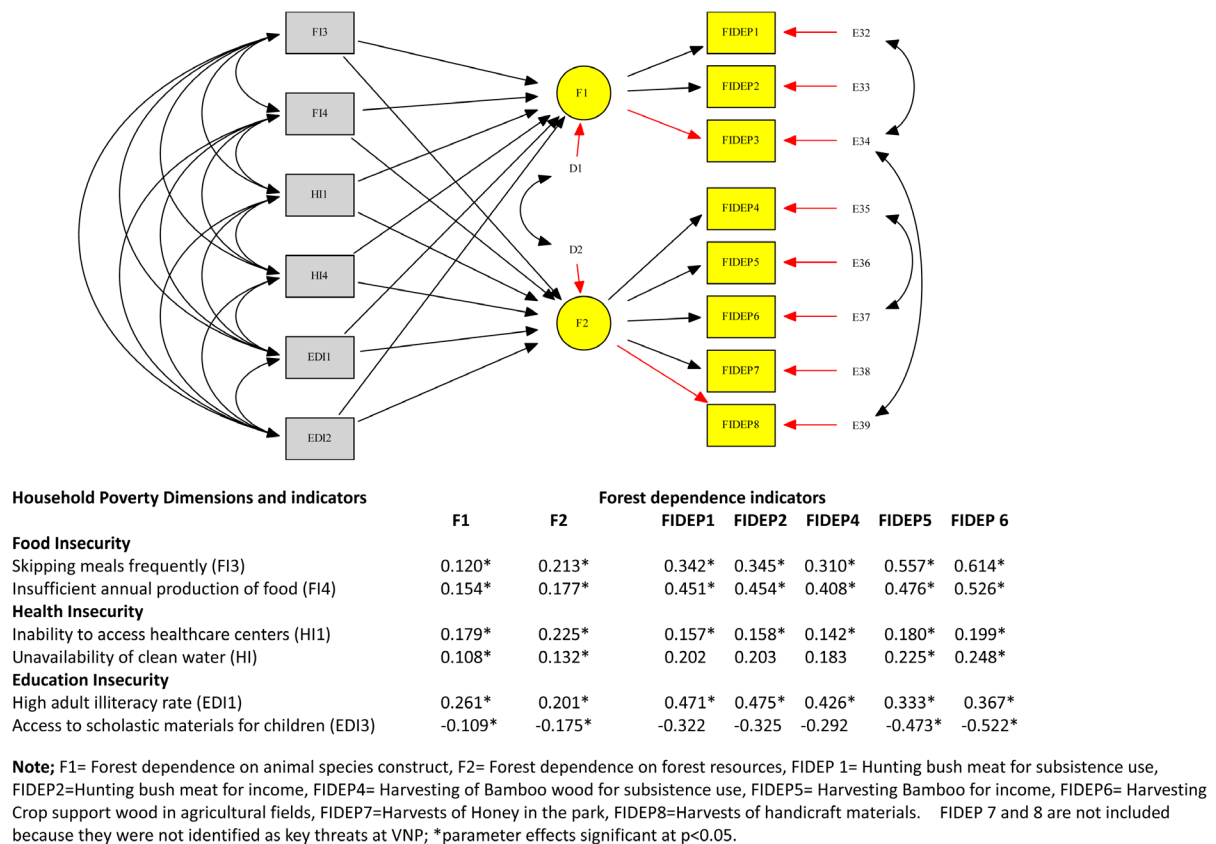 FI3
FI4
HI1
HI4
EDI1
EDI2
F1
D1
D2
F2
FIDEP1
FIDEP2
FIDEP3
FIDEP4
FIDEP5
FIDEP6
FIDEP7
FIDEP8
E32
E33
E34
E35
E36
E37
E38
E39
Household Poverty Dimensions and indicators Forest dependence indicators
F1 F2 FIDEP1 FIDEP2 FIDEP4 FIDEP5 FIDEP 6
Food Insecurity
Skipping meals frequently (FI3) 0.120* 0.213* 0.342* 0.345* 0.310* 0.557* 0.614*
Insufficient annual production of food (FI4) 0.154* 0.177* 0.451* 0.454* 0.408* 0.476* 0.526*
Health Insecurity
Inability to access healthcare centers (HI1) 0.179* 0.225* 0.157* 0.158* 0.142* 0.180* 0.199*
Unavailability of clean water (HI) 0.108* 0.132* 0.202 0.203 0.183 0.225* 0.248*
Education Insecurity
High adult illiteracy rate (EDI1) 0.261* 0.201* 0.471* 0.475* 0.426* 0.333* 0.367*
Access to scholastic materials for children (EDI3) -0.109* -0.175* -0.322 -0.325 -0.292 -0.473* -0.522*
Note; F1= Forest dependence on animal species construct, F2= Forest dependence on forest resources, FIDEP 1= Hunting bush meat for subsistence use,
FIDEP2=Hunting bush meat for income, FIDEP4= Harvesting of Bamboo wood for subsistence use, FIDEP5= Harvesting Bamboo for income, FIDEP6= Harvesting
Crop support wood in agricultural fields, FIDEP7=Harvests of Honey in the park, FIDEP8=Harvests of handicraft materials. FIDEP 7 and 8 are not included
because they were not identified as key threats at VNP; *parameter effects significant at p<0.05.